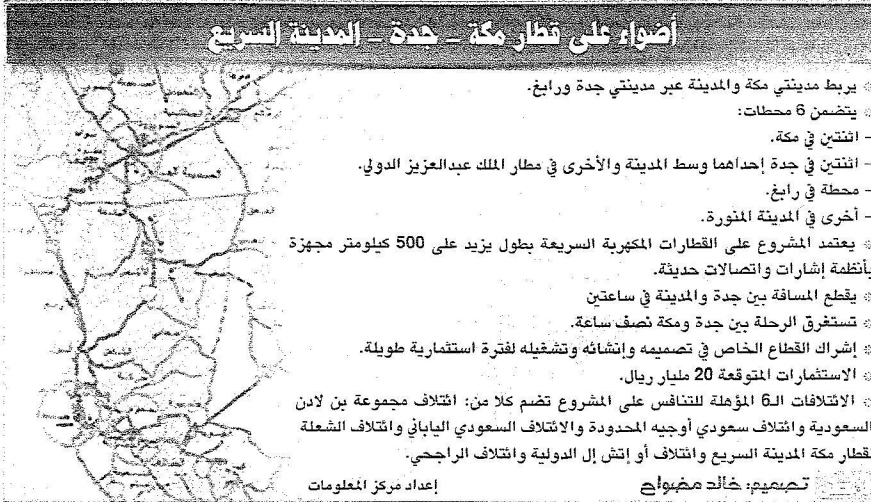 أضواء على قطار مكة - جدة - المدينة السريع
يربط مدينتي مكة والمدينة عبر مدينتي جدة ورابغ.
يتضمن 6 محطات:
- اثنتين في مكة.
- اثنتين في جدة إحداهما وسط المدينة والأخرى في مطار الملك عبدالعزيز الدولي.
- محطة في رابغ.
- أخرى في المدينة المنورة.
يعتمد المشروع على القطارات المكهربة السريعة بطول يزيد على 500 كيلومتر مجهزة
بأنظمة إشارات واتصالات حديثة.
يقطع المسافة بين جدة والمدينة في ساعتين
تستغرق الرحلة بين جدة ومكة نصف ساعة.
إشراك القطاع الخاص في تصميمه وإنشائه وتشغيله لفترة استثمارية طويلة.
الاستثمارات المتوقعة 20 مليار ريال.
الائتلافات الـ6 المؤهلة للتنافس على المشروع تضم كلا من: ائتلاف مجموعة بن لادن
السعودية وائتلاف سعودي أوجيه المحدودة والائتلاف السعودي الياباني وائتلاف الشعلة
لقطار مكة المدينة السريع وائتلاف أو إتش إل الدولية وائتلاف الراجحي.
تصميم: خالد مضواح
إعداد مركز المعلومات